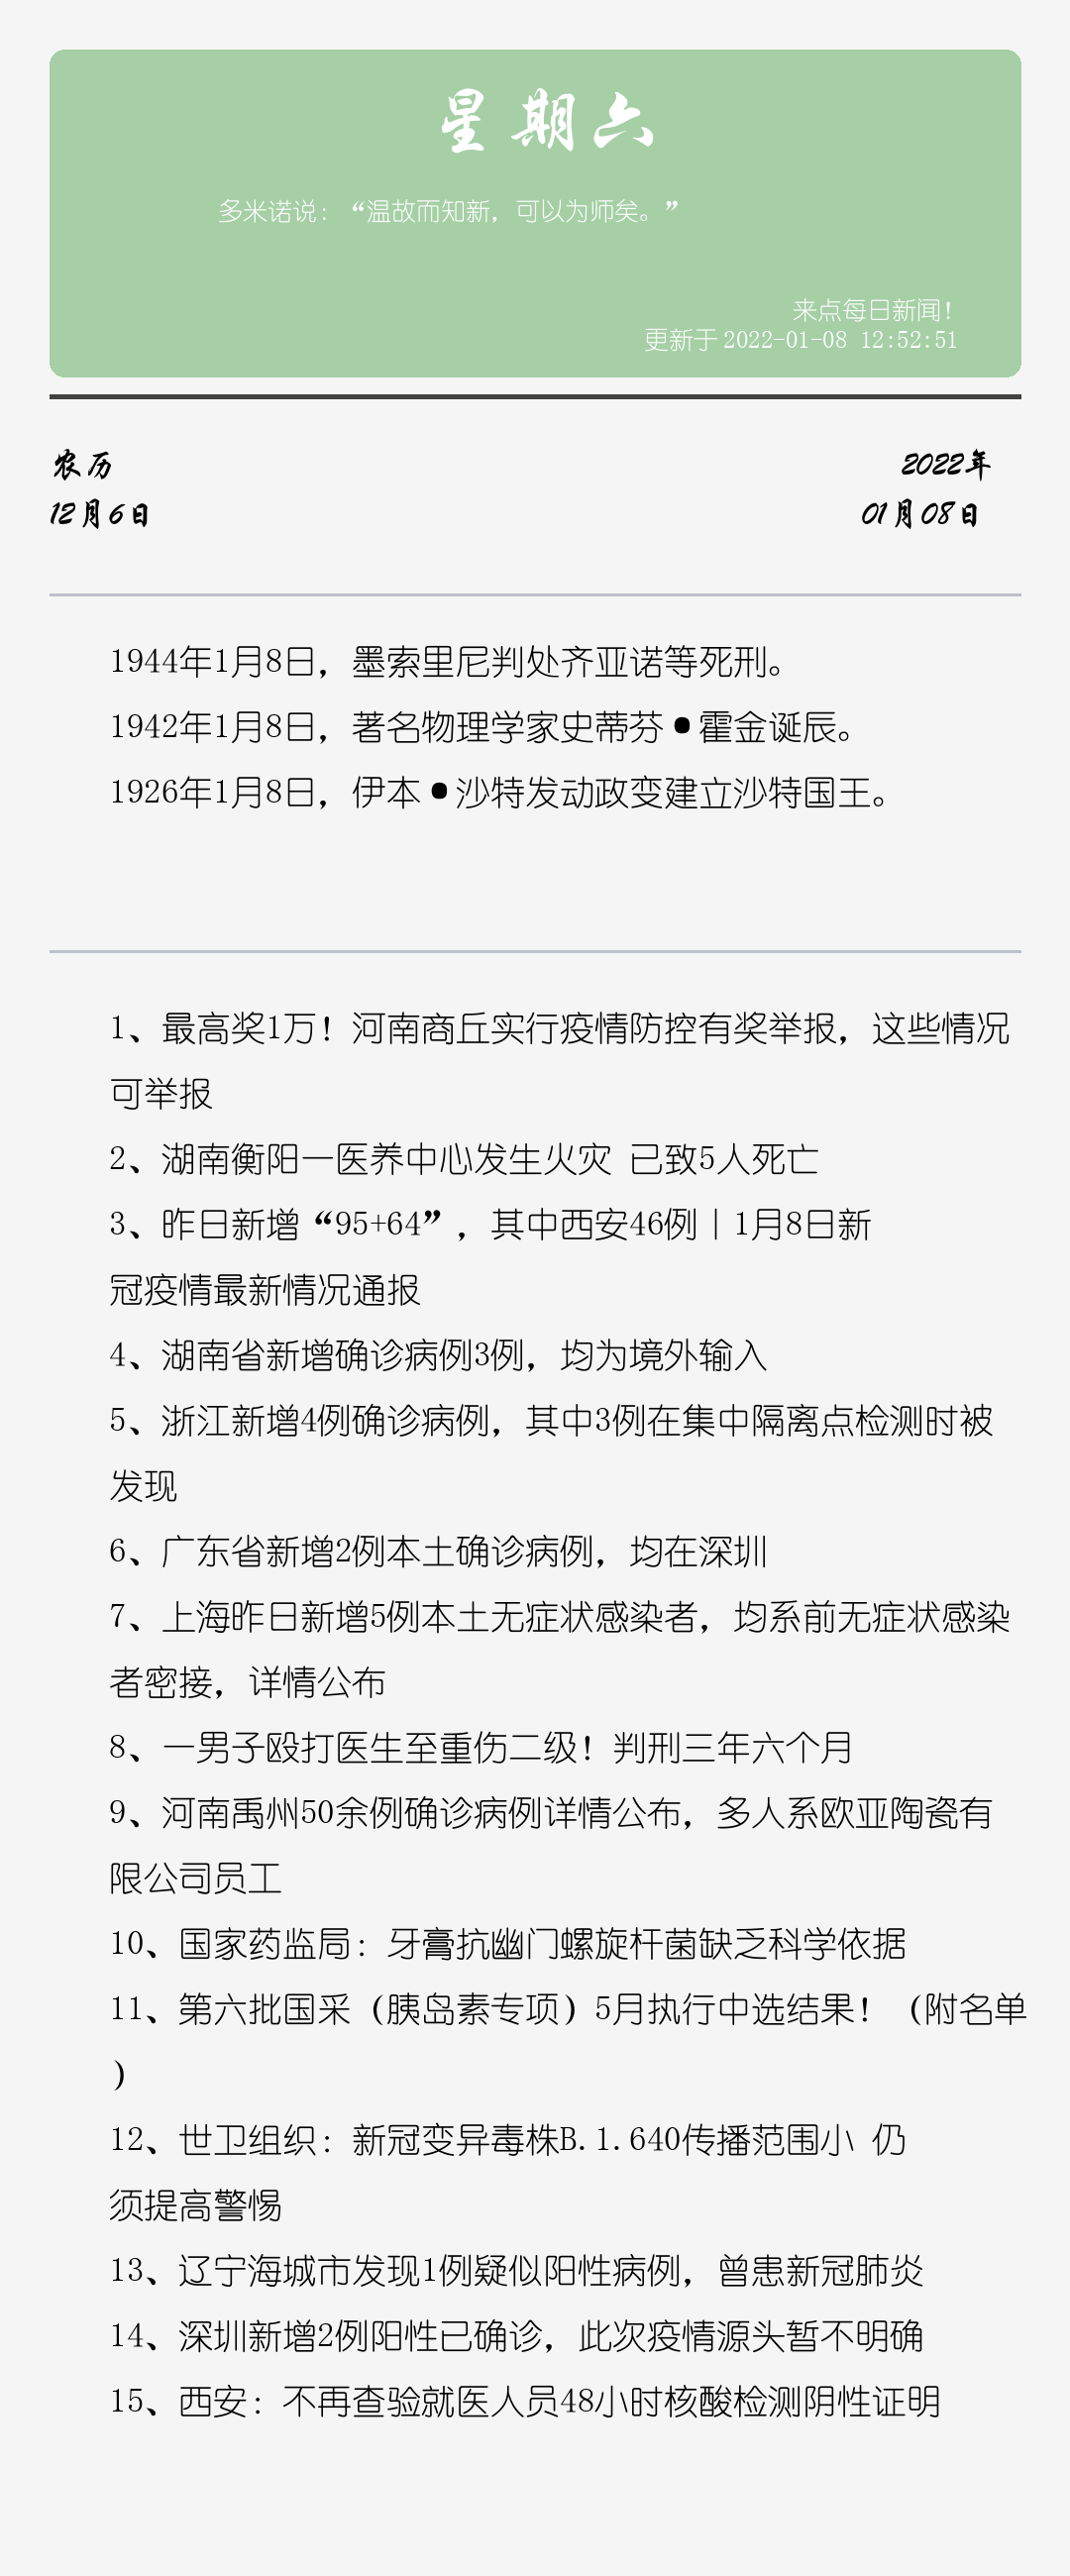 星期六
多米诺说：“温故而知新，可以为师矣。”
来点每日新闻！
更新于 2022-01-08 12:52:51
农历
2022年
12月6日
01月08日
1944年1月8日，墨索里尼判处齐亚诺等死刑。
1942年1月8日，著名物理学家史蒂芬•霍金诞辰。
1926年1月8日，伊本•沙特发动政变建立沙特国王。
1、最高奖1万！河南商丘实行疫情防控有奖举报，这些情况
可举报
2、湖南衡阳一医养中心发生火灾 已致5人死亡
3、昨日新增“95+64”，其中西安46例｜1月8日新
冠疫情最新情况通报
4、湖南省新增确诊病例3例，均为境外输入
5、浙江新增4例确诊病例，其中3例在集中隔离点检测时被
发现
6、广东省新增2例本土确诊病例，均在深圳
7、上海昨日新增5例本土无症状感染者，均系前无症状感染
者密接，详情公布
8、一男子殴打医生至重伤二级！判刑三年六个月
9、河南禹州50余例确诊病例详情公布，多人系欧亚陶瓷有
限公司员工
10、国家药监局：牙膏抗幽门螺旋杆菌缺乏科学依据
11、第六批国采（胰岛素专项）5月执行中选结果！（附名单
）
12、世卫组织：新冠变异毒株B.1.640传播范围小 仍
须提高警惕
13、辽宁海城市发现1例疑似阳性病例，曾患新冠肺炎
14、深圳新增2例阳性已确诊，此次疫情源头暂不明确
15、西安：不再查验就医人员48小时核酸检测阴性证明